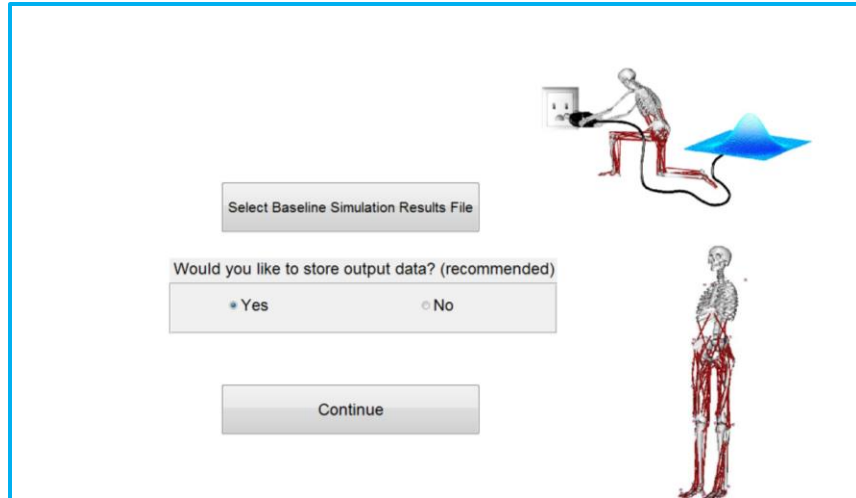 Select Baseline Simulation Results File
Would you like to store output data? (recommended)
Yes No
Continue